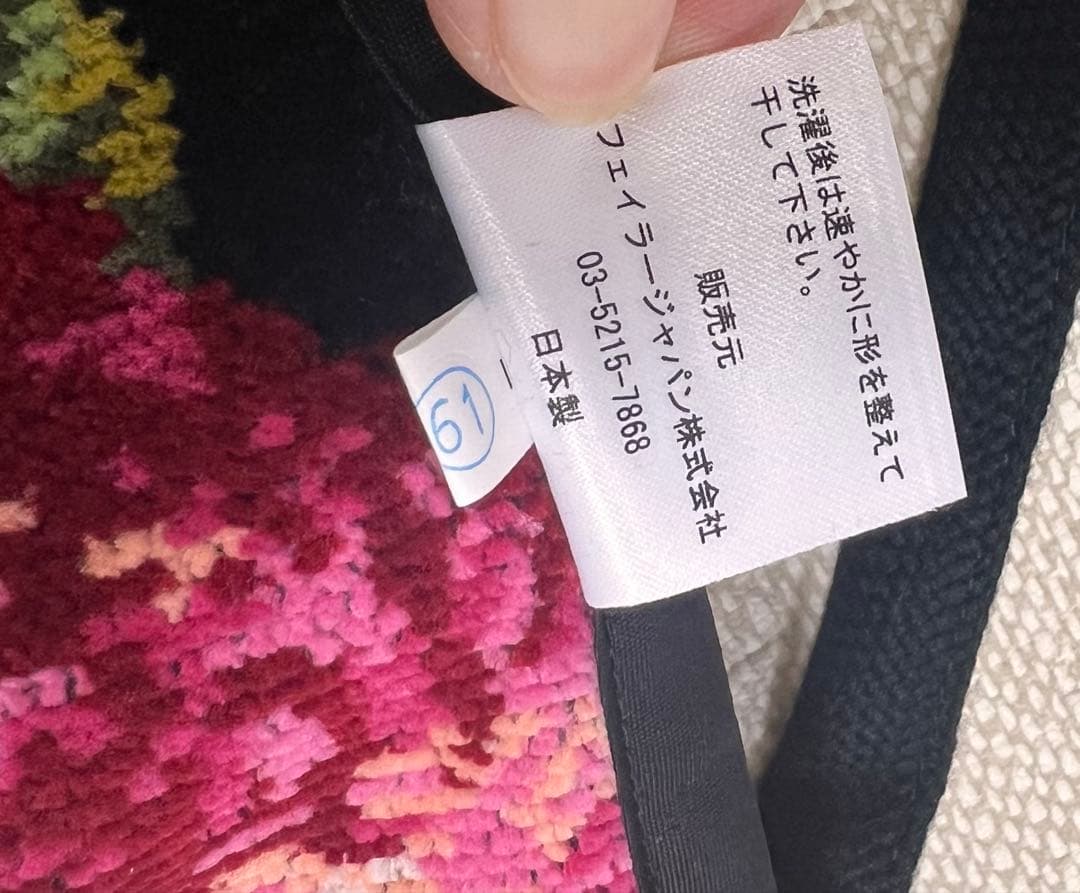 洗濯後は速やかに形を整えて
干して下さい。
販売元
フェイラージャパン株式会社
03-5215-7868
日本製
61